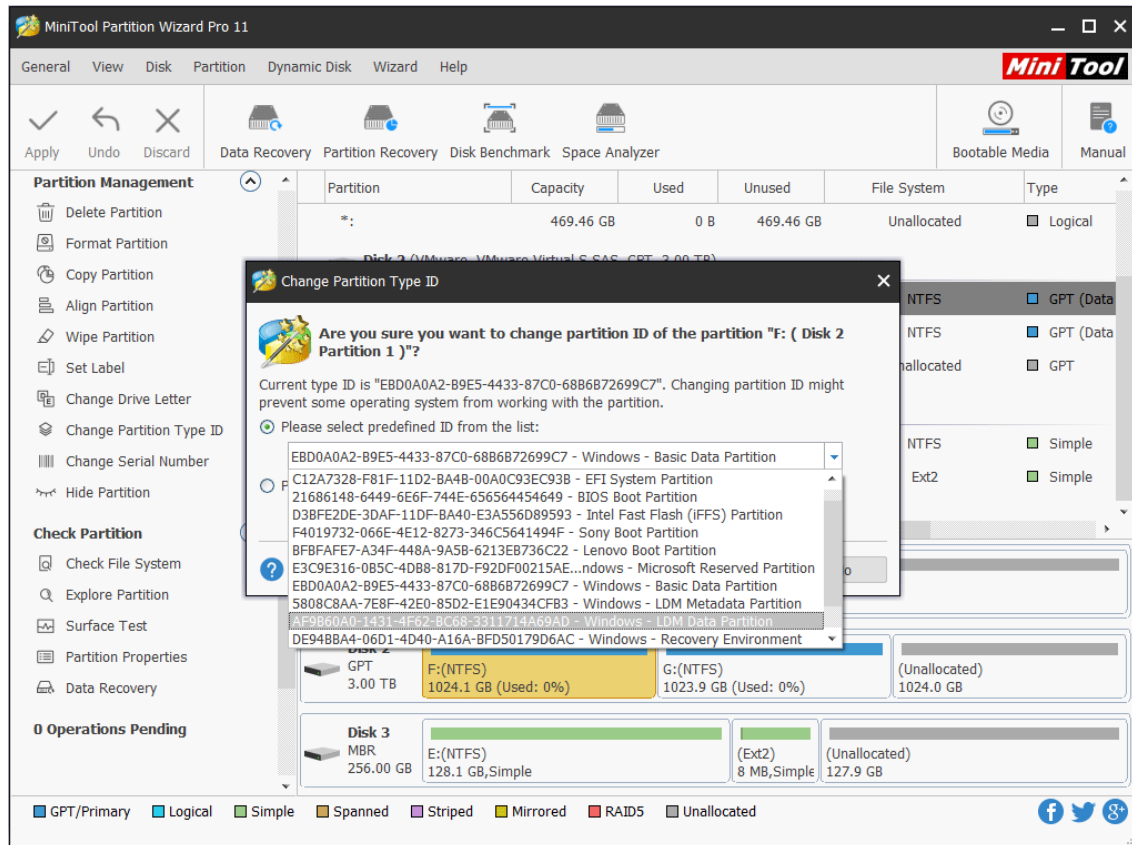 MiniTool Partition Wizard Pro 11
General View Disk Partition Dynamic Disk Wizard Help
Mini Tool
Apply Undo Discard Data Recovery Partition Recovery Disk Benchmark Space Analyzer Bootable Media Manual
Partition Management
Delete Partition
Format Partition
Copy Partition
Align Partition
Wipe Partition
Set Label
Change Drive Letter
Change Partition Type ID
Change Serial Number
Hide Partition
Check Partition
Check File System
Explore Partition
Surface Test
Partition Properties
Data Recovery
0 Operations Pending
Partition Capacity Used Unused File System Type
*: 469.46 GB 0 B 469.46 GB Unallocated Logical
Disk 2 (VMware, VMware Virtual S SAS, GPT, 3.00 TB)
NTFS GPT (Data
NTFS GPT (Data
nallocated GPT
NTFS Simple
Ext2 Simple
Change Partition Type ID
Are you sure you want to change partition ID of the partition "F: ( Disk 2
Partition 1 )"?
Current type ID is "EBD0A0A2-B9E5-4433-87C0-68B6B72699C7". Changing partition ID might
prevent some operating system from working with the partition.
Please select predefined ID from the list:
EBD0A0A2-B9E5-4433-87C0-68B6B72699C7 - Windows - Basic Data Partition
C12A7328-F81F-11D2-BA4B-00A0C93EC93B - EFI System Partition
21686148-6449-6E6F-744E-656564454649 - BIOS Boot Partition
D3BFE2DE-3DAF-11DF-BA40-E3A556D89593 - Intel Fast Flash (iFFS) Partition
F4019732-066E-4E12-8273-346C5641494F - Sony Boot Partition
BFBFAFE7-A34F-448A-9A5B-6213EB736C22 - Lenovo Boot Partition
E3C9E316-0B5C-4DB8-817D-F92DF00215AE...ndows - Microsoft Reserved Partition
EBD0A0A2-B9E5-4433-87C0-68B6B72699C7 - Windows - Basic Data Partition
5808C8AA-7E8F-42E0-85D2-E1E90434CFB3 - Windows - LDM Metadata Partition
AF9B60A0-1431-4F62-BC68-3311714A69AD - Windows - LDM Data Partition
DE94BBA4-06D1-4D40-A16A-BFD50179D6AC - Windows - Recovery Environment
Disk 2
GPT
3.00 TB
F:(NTFS)
1024.1 GB (Used: 0%)
G:(NTFS)
1023.9 GB (Used: 0%)
(Unallocated)
1024.0 GB
Disk 3
MBR
256.00 GB
E:(NTFS)
128.1 GB,Simple
(Ext2)
8 MB,Simple
(Unallocated)
127.9 GB
GPT/Primary Logical Simple Spanned Striped Mirrored RAID5 Unallocated